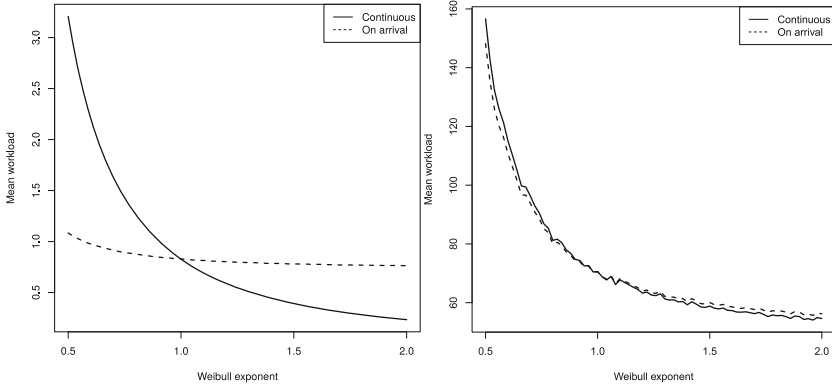 Continuous
On arrival
3.0
2.5
2.0
1.5
1.0
0.5
Mean workload
0.5 1.0 1.5 2.0
Weibull exponent
Continuous
On arrival
160
140
120
100
80
60
Mean workload
0.5 1.0 1.5 2.0
Weibull exponent